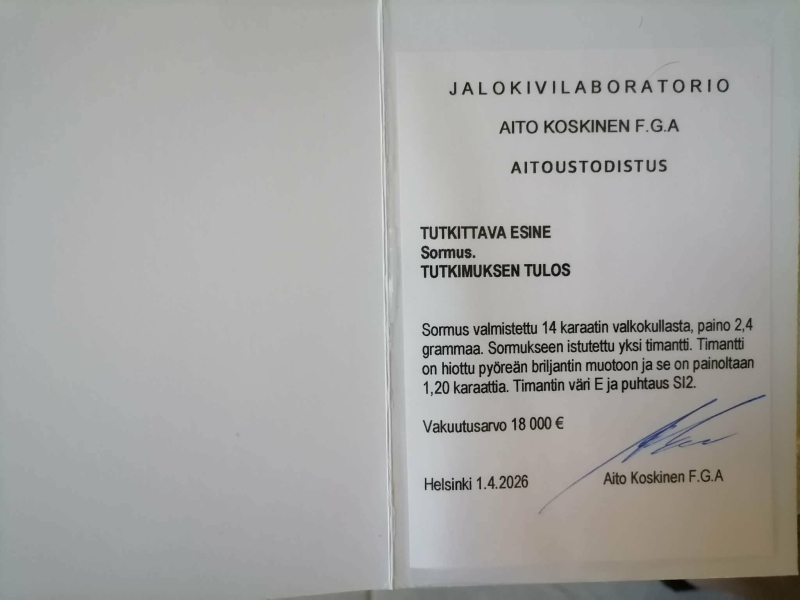 JALOKIVILABORATORIO
AITO KOSKINEN F.G.A
AITOUSTODISTUS
TUTKITTAVA ESINE
Sormus.
TUTKIMUKSEN TULOS
Sormus valmistettu 14 karaatin valkokullasta, paino 2,4
grammaa. Sormukseen istutettu yksi timantti. Timantti
on hiottu pyöreän briljantin muotoon ja se on painoltaan
1,20 karaattia. Timantin väri E ja puhtaus SI2.
Vakuutusarvo 18 000 €
Helsinki 1.4.2026
Aito Koskinen F.G.A